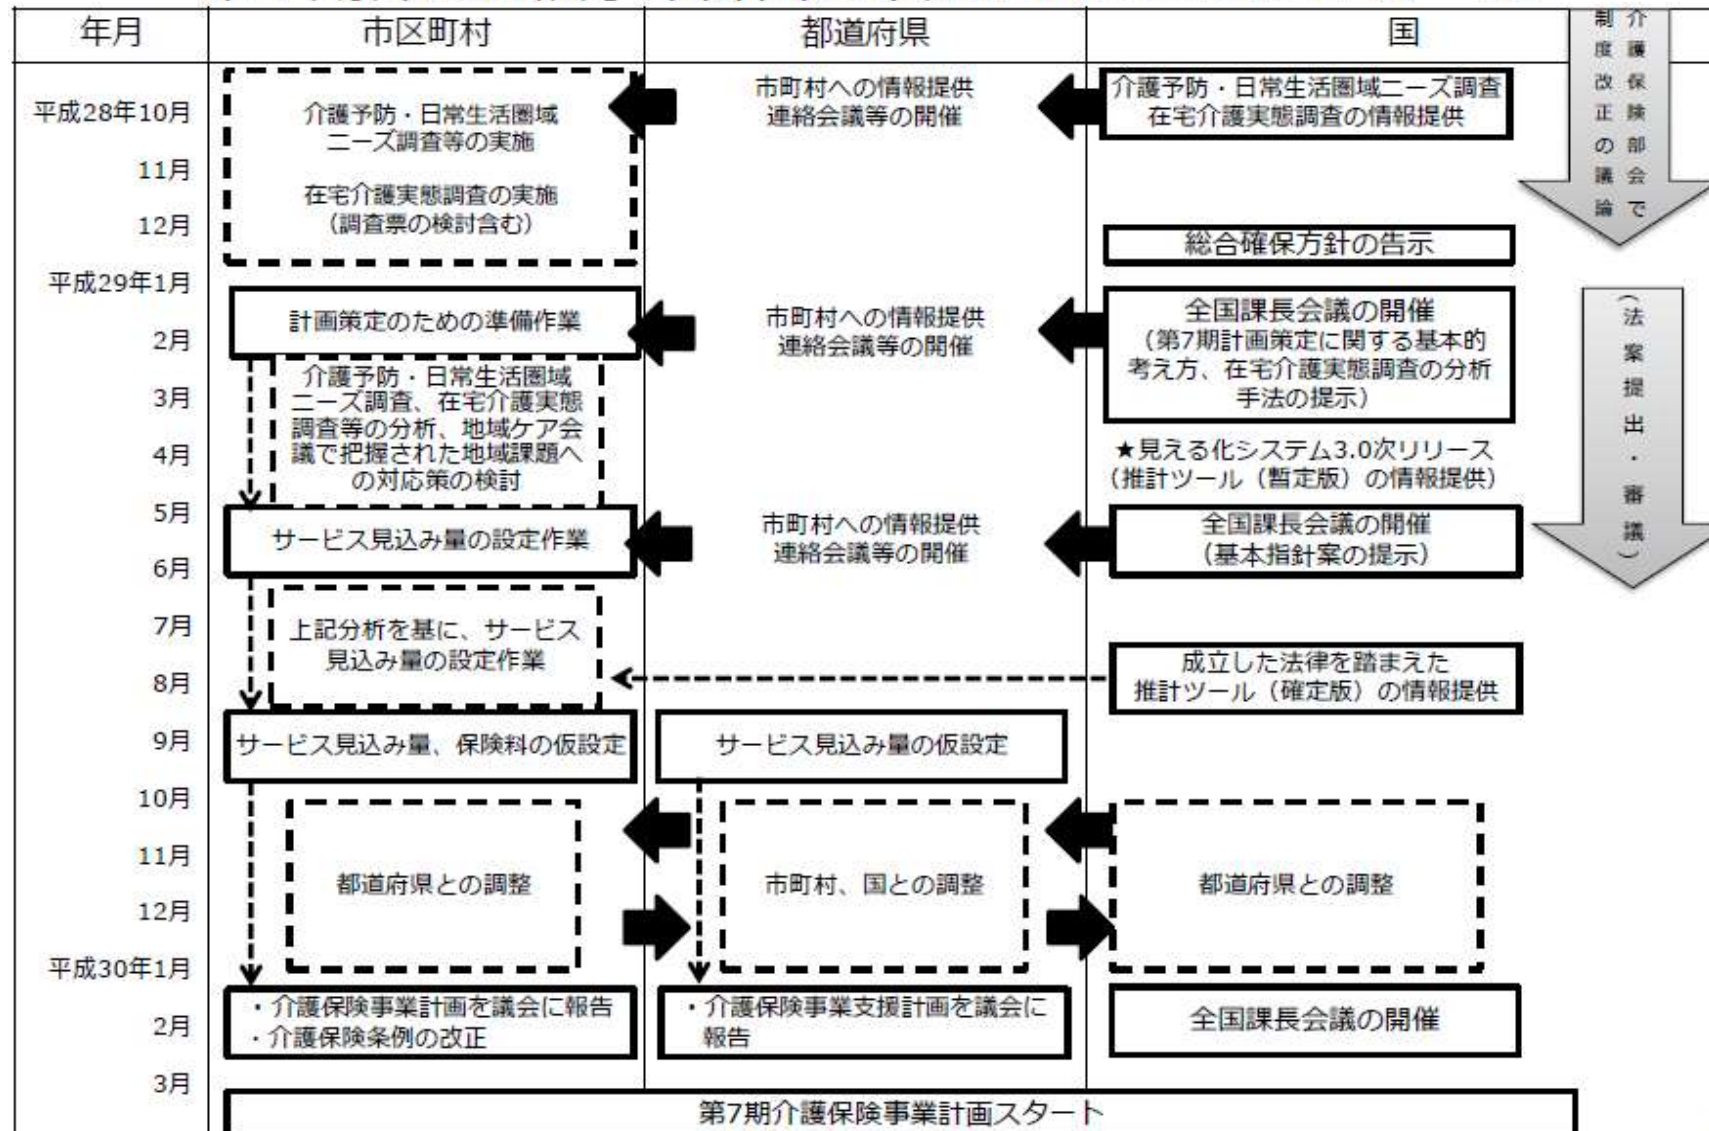 年月
市区町村
都道府県
国
介護保険部会で
制度改正の議論
平成28年10月
11月
12月
平成29年1月
2月
3月
4月
5月
6月
7月
8月
9月
10月
11月
12月
平成30年1月
2月
3月
介護予防・日常生活圏域
ニーズ調査等の実施
在宅介護実態調査の実施
(調査票の検討含む)
市町村への情報提供
連絡会議等の開催
介護予防・日常生活圏域ニーズ調査
在宅介護実態調査の情報提供
総合確保方針の告示
計画策定のための準備作業
市町村への情報提供
連絡会議等の開催
全国課長会議の開催
(第7期計画策定に関する基本的
考え方、在宅介護実態調査の分析
手法の提示)
(法案提出・審議)
介護予防・日常生活圏域
ニーズ調査、在宅介護実態
調査等の分析、地域ケア会
議で把握された地域課題へ
の対応策の検討
★見える化システム3.0次リリース
(推計ツール(暫定版)の情報提供)
サービス見込み量の設定作業
市町村への情報提供
連絡会議等の開催
全国課長会議の開催
(基本指針案の提示)
上記分析を基に、サービス
見込み量の設定作業
成立した法律を踏まえた
推計ツール(確定版)の情報提供
サービス見込み量、保険料の仮設定
サービス見込み量の仮設定
都道府県との調整
市町村、国との調整
都道府県との調整
・介護保険事業計画を議会に報告
・介護保険条例の改正
・介護保険事業支援計画を議会に
報告
全国課長会議の開催
第7期介護保険事業計画スタート